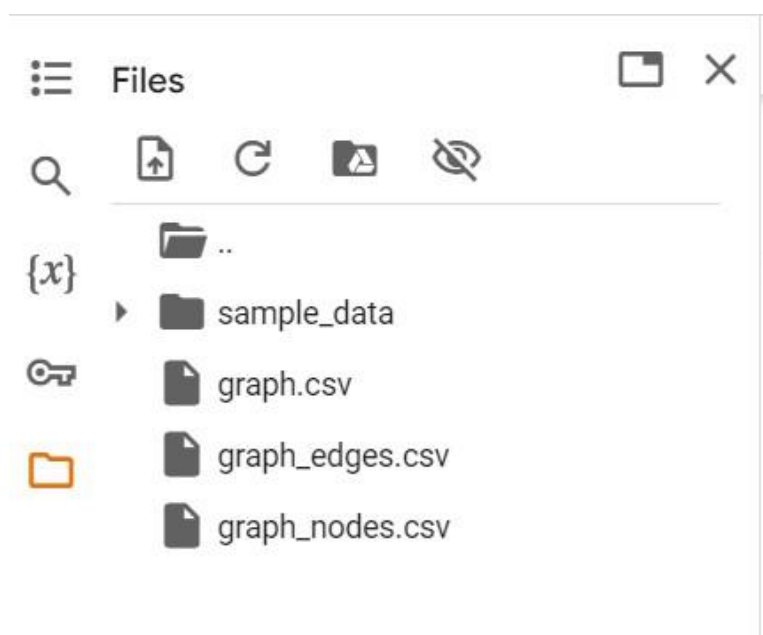 Files
{x}
..
sample_data
graph.csv
graph_edges.csv
graph_nodes.csv